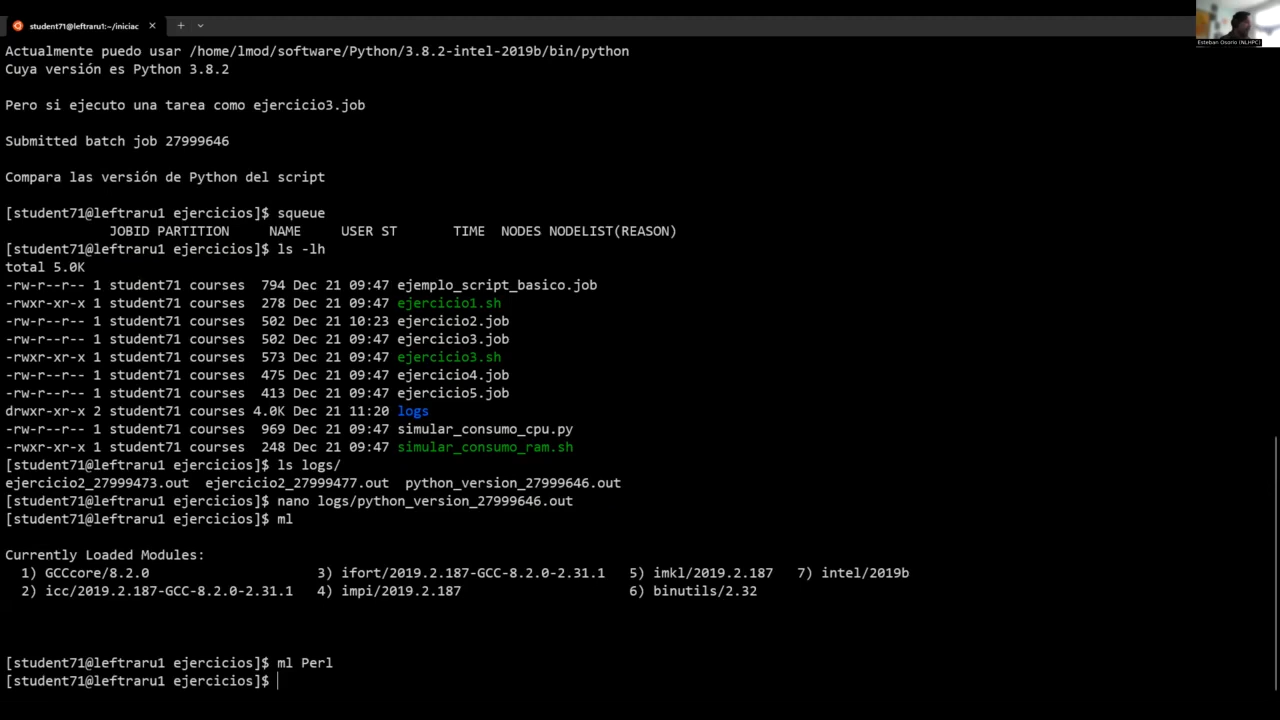 student71@leftraru1:~/iniciac
Esteban Osorio (NLHPC)
Actualmente puedo usar /home/lmod/software/Python/3.8.2-intel-2019b/bin/python
Cuya versión es Python 3.8.2
Pero si ejecuto una tarea como ejercicio3.job
Submitted batch job 27999646
Compara las versión de Python del script
[student71@leftraru1 ejercicios]$ squeue
JOBID PARTITION NAME USER ST TIME NODES NODELIST(REASON)
[student71@leftraru1 ejercicios]$ ls -lh
total 5.0K
-rw-r--r-- 1 student71 courses 794 Dec 21 09:47 ejemplo_script_basico.job
-rwxr-xr-x 1 student71 courses 278 Dec 21 09:47 ejercicio1.sh
-rw-r--r-- 1 student71 courses 502 Dec 21 10:23 ejercicio2.job
-rw-r--r-- 1 student71 courses 502 Dec 21 09:47 ejercicio3.job
-rwxr-xr-x 1 student71 courses 573 Dec 21 09:47 ejercicio3.sh
-rw-r--r-- 1 student71 courses 475 Dec 21 09:47 ejercicio4.job
-rw-r--r-- 1 student71 courses 413 Dec 21 09:47 ejercicio5.job
drwxr-xr-x 2 student71 courses 4.0K Dec 21 11:20 logs
-rw-r--r-- 1 student71 courses 969 Dec 21 09:47 simular_consumo_cpu.py
-rwxr-xr-x 1 student71 courses 248 Dec 21 09:47 simular_consumo_ram.sh
[student71@leftraru1 ejercicios]$ ls logs/
ejercicio2_27999473.out ejercicio2_27999477.out python_version_27999646.out
[student71@leftraru1 ejercicios]$ nano logs/python_version_27999646.out
[student71@leftraru1 ejercicios]$ ml
Currently Loaded Modules:
1) GCCcore/8.2.0 3) ifort/2019.2.187-GCC-8.2.0-2.31.1 5) imkl/2019.2.187 7) intel/2019b
2) icc/2019.2.187-GCC-8.2.0-2.31.1 4) impi/2019.2.187 6) binutils/2.32
[student71@leftraru1 ejercicios]$ ml Perl
[student71@leftraru1 ejercicios]$